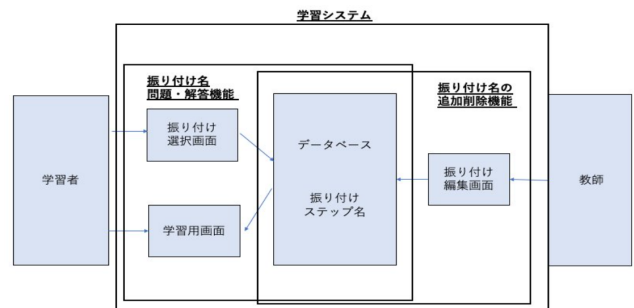 学習システム
振り付け名
問題・解答機能
振り付け名の
追加削除機能
学習者
振り付け
選択画面
学習用画面
データベース
振り付け
ステップ名
振り付け
編集画面
教師